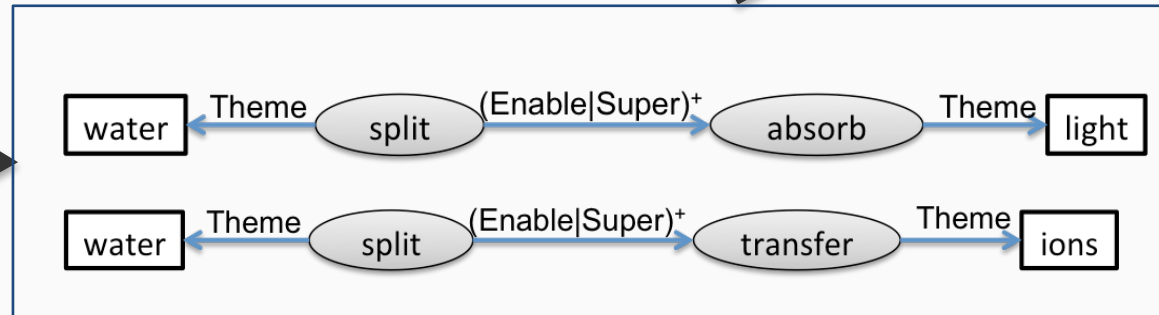 water Theme split (Enable|Super)⁺ absorb Theme light
water Theme split (Enable|Super)⁺ transfer Theme ions